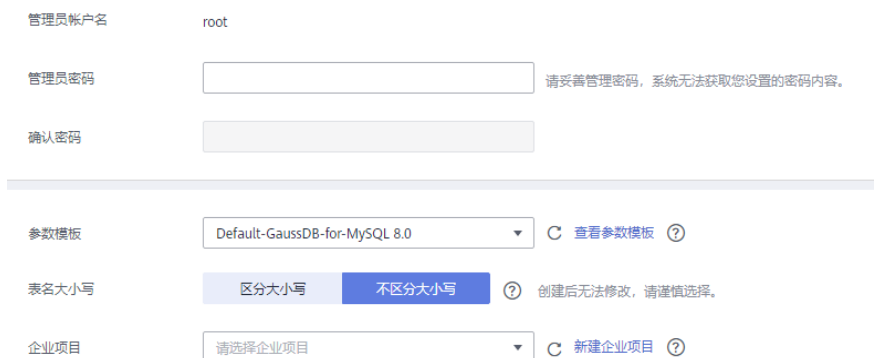 管理员帐户名 root
管理员密码 请妥善管理密码，系统无法获取您设置的密码内容。
确认密码
参数模板 Default-GaussDB-for-MySQL 8.0 查看参数模板 ?
表名大小写 区分大小写 不区分大小写 ? 创建后无法修改，请谨慎选择。
企业项目 请选择企业项目 新建企业项目 ?